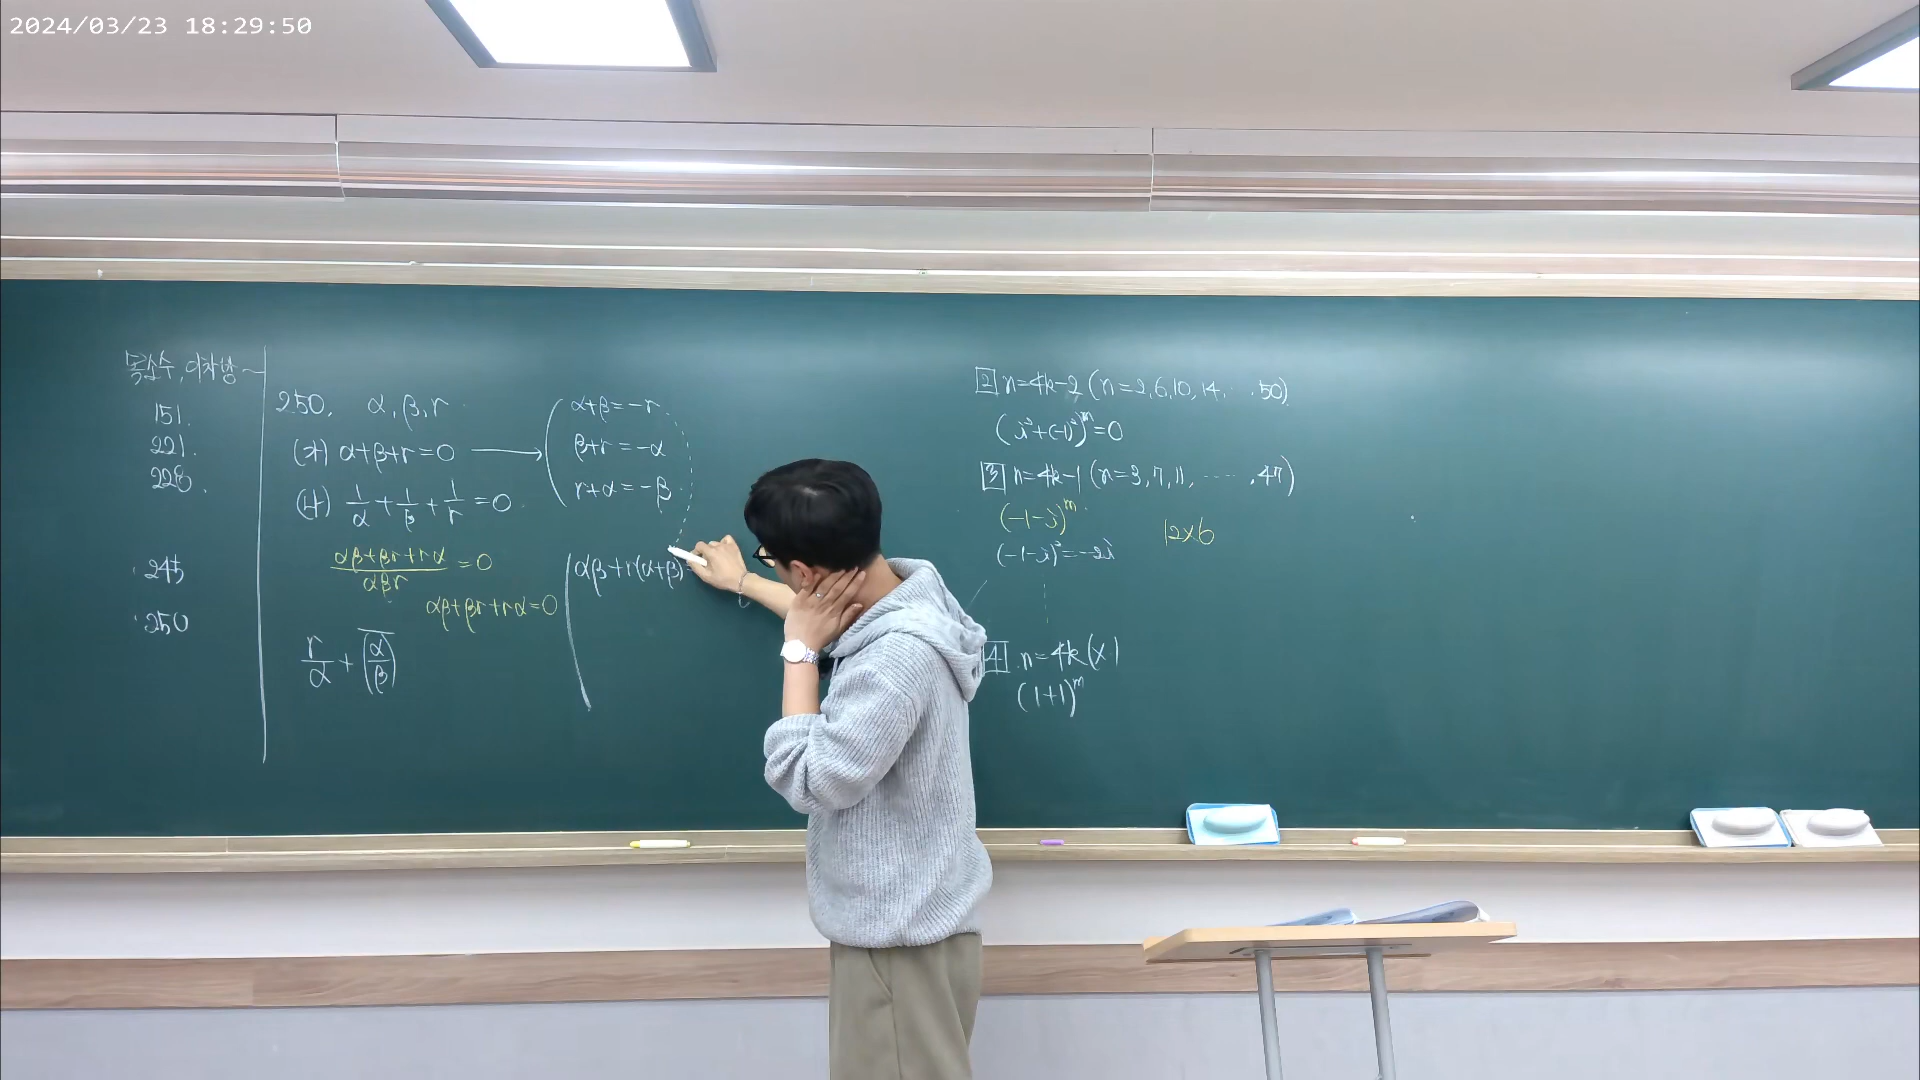 2024/03/23 18:29:50
복소수, 이차방~
151.
221.
228.
245
250
250. α, β, r
(가) α+β+r=0 →
(나) 1/α + 1/β + 1/r = 0
(αβ+βr+rα)/(αβr) = 0
αβ+βr+rα=0
r/α + \overline{(α/β)}
α+β=-r
β+r=-α
r+α=-β
αβ+r(α+β)
[2] n=4k-2 (n=2,6,10,14, ... ,50)
(i²+(-1)²)^m=0
[3] n=4k-1 (n=3,7,11, ..... ,47)
(-1-i)^m
12×6
(-1-i)²=-2i
[4] n=4k(x)
(1+1)^m